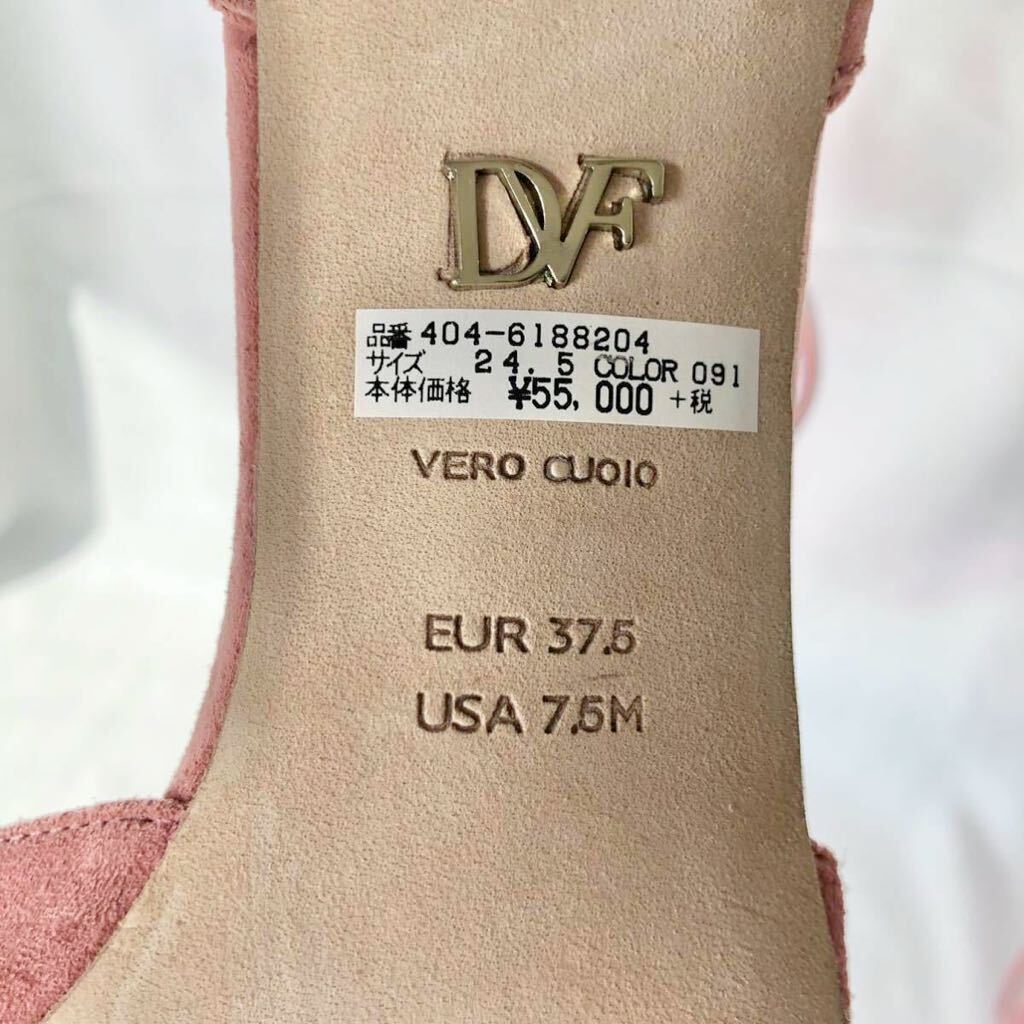 DVF
品番 404-6188204
サイズ 24.5 COLOR 091
本体価格 ¥55,000 +税
VERO CUOIO
EUR 37.5
USA 7.5M